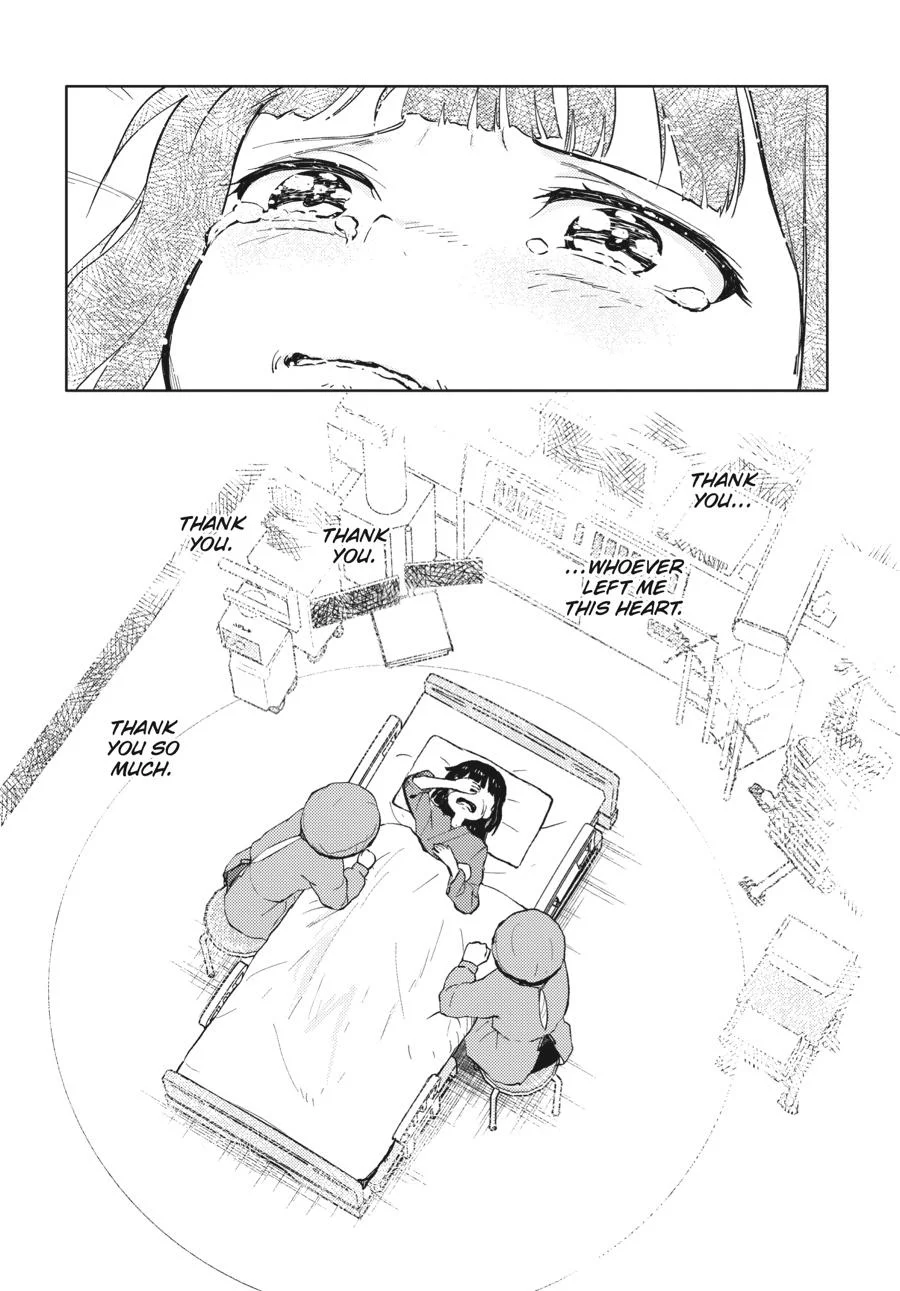 THANK
YOU...
...WHOEVER
LEFT ME
THIS HEART.
THANK
YOU.
THANK
YOU.
THANK
YOU SO
MUCH.